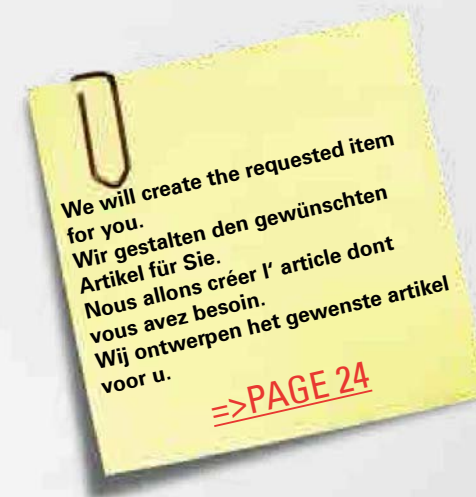 We will create the requested item
for you.
Wir gestalten den gewünschten
Artikel für Sie.
Nous allons créer l’ article dont
vous avez besoin.
Wij ontwerpen het gewenste artikel
voor u.
=>PAGE 24